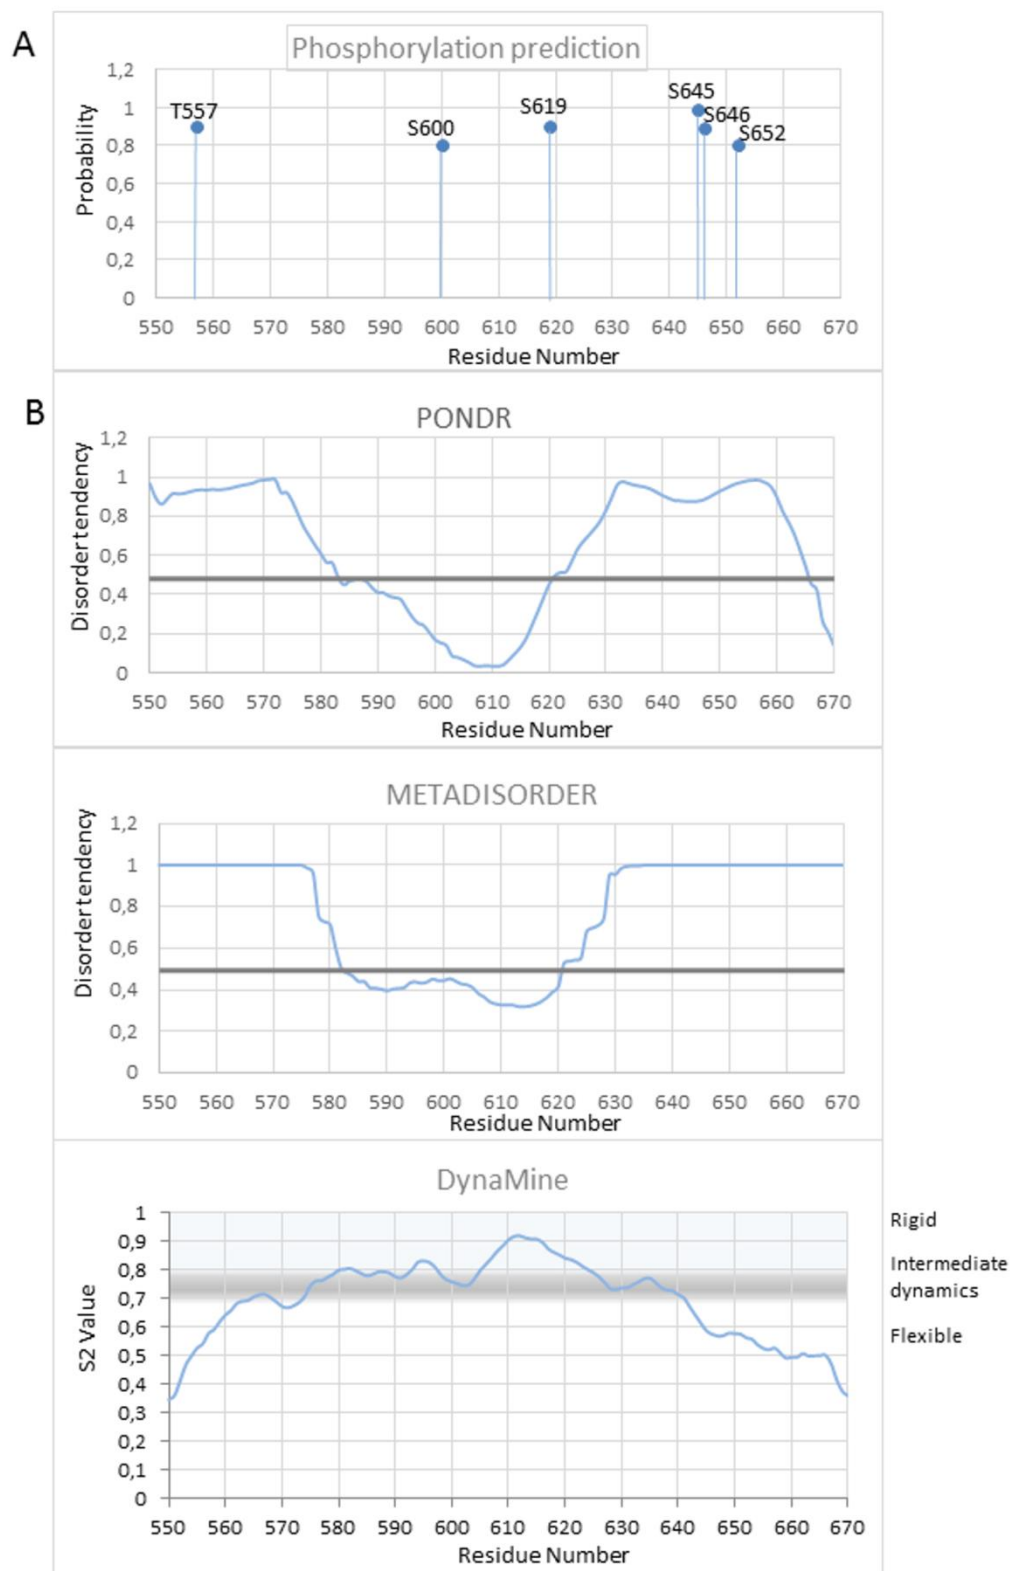 A
Phosphorylation prediction
Probability
1,2
1
0,8
0,6
0,4
0,2
0
T557
S600
S619
S645
S646
S652
550 560 570 580 590 600 610 620 630 640 650 660 670
Residue Number
B
PONDR
Disorder tendency
1,2
1
0,8
0,6
0,4
0,2
0
550 560 570 580 590 600 610 620 630 640 650 660 670
Residue Number
METADISORDER
Disorder tendency
1,2
1
0,8
0,6
0,4
0,2
0
550 560 570 580 590 600 610 620 630 640 650 660 670
Residue Number
DynaMine
S2 Value
1
0,9
0,8
0,7
0,6
0,5
0,4
0,3
0,2
0,1
0
Rigid
Intermediate
dynamics
Flexible
550 560 570 580 590 600 610 620 630 640 650 660 670
Residue Number